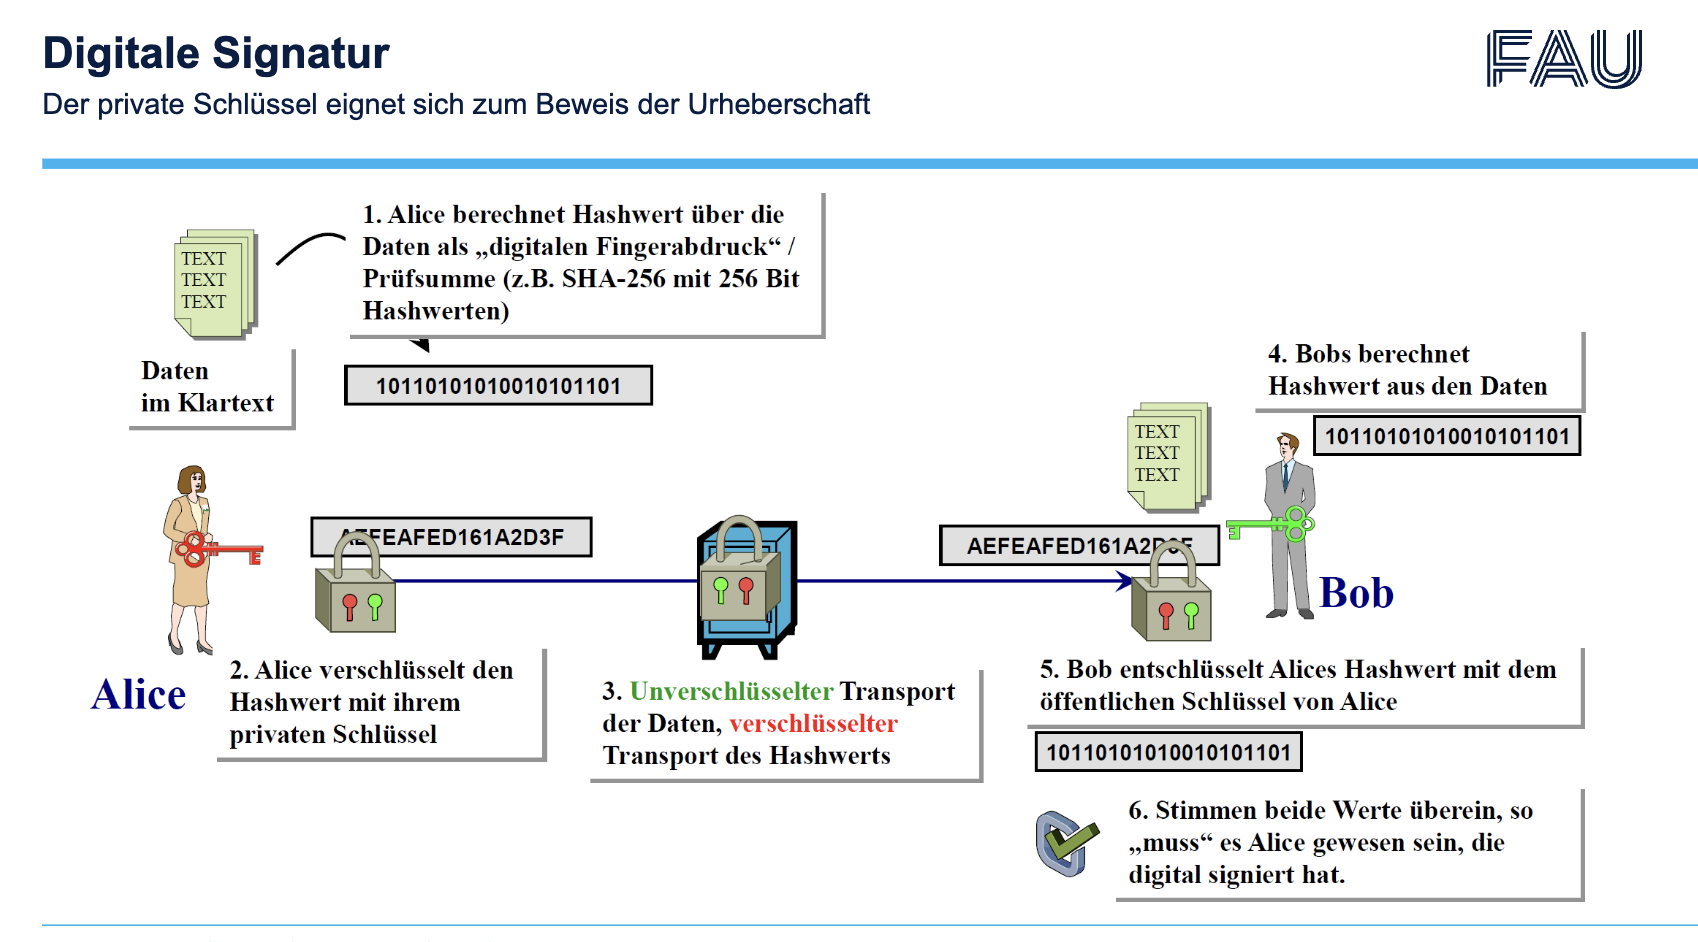 Digitale Signatur
FAU
Der private Schlüssel eignet sich zum Beweis der Urheberschaft
1. Alice berechnet Hashwert über die
Daten als „digitalen Fingerabdruck“ /
Prüfsumme (z.B. SHA-256 mit 256 Bit
Hashwerten)
TEXT
TEXT
TEXT
Daten
im Klartext
10110101010010101101
4. Bobs berechnet
Hashwert aus den Daten
10110101010010101101
TEXT
TEXT
TEXT
AEFEAFED161A2D3F
AEFEAFED161A2D3F
Bob
Alice
2. Alice verschlüsselt den
Hashwert mit ihrem
privaten Schlüssel
3. Unverschlüsselter Transport
der Daten, verschlüsselter
Transport des Hashwerts
5. Bob entschlüsselt Alices Hashwert mit dem
öffentlichen Schlüssel von Alice
10110101010010101101
6. Stimmen beide Werte überein, so
„muss“ es Alice gewesen sein, die
digital signiert hat.